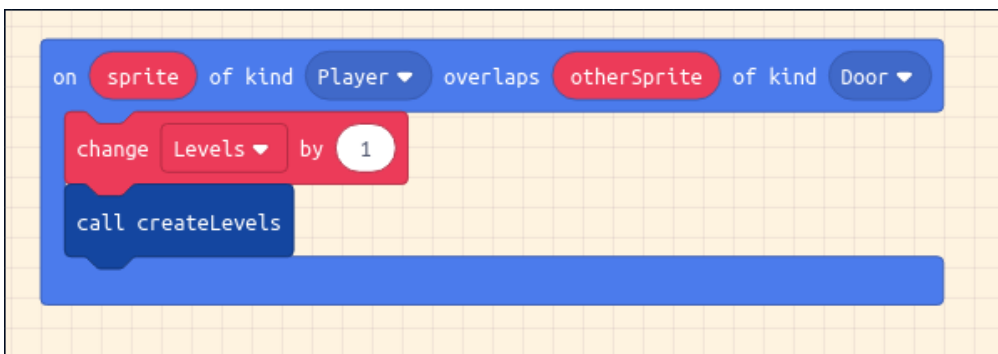 on sprite of kind Player overlaps otherSprite of kind Door
change Levels by 1
call createLevels